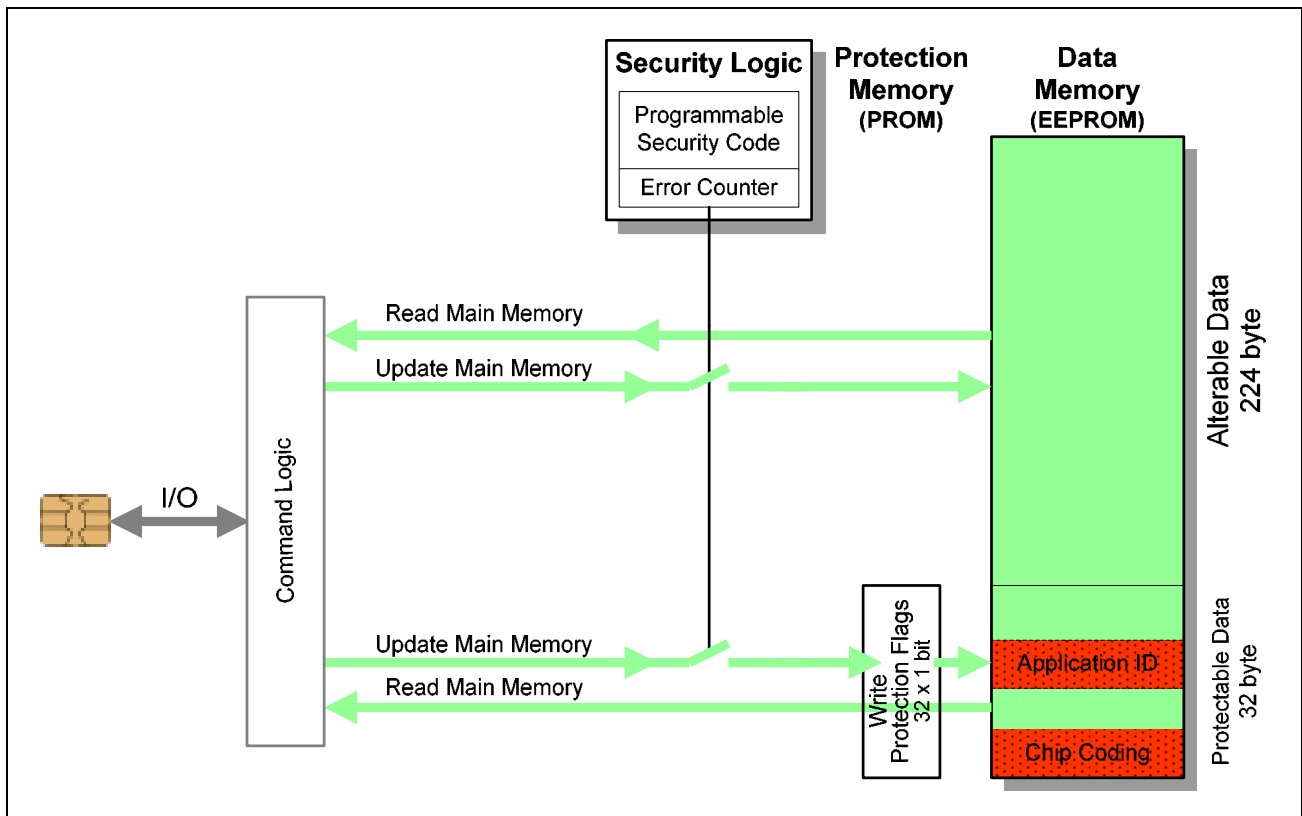 Security Logic
Programmable
Security Code
Error Counter
Protection
Memory
(PROM)
Data
Memory
(EEPROM)
Read Main Memory
Update Main Memory
Alterable Data
224 byte
I/O
Command Logic
Update Main Memory
Read Main Memory
Write
Protection Flags
32 x 1 bit
Application ID
Chip Coding
Protectable Data
32 byte